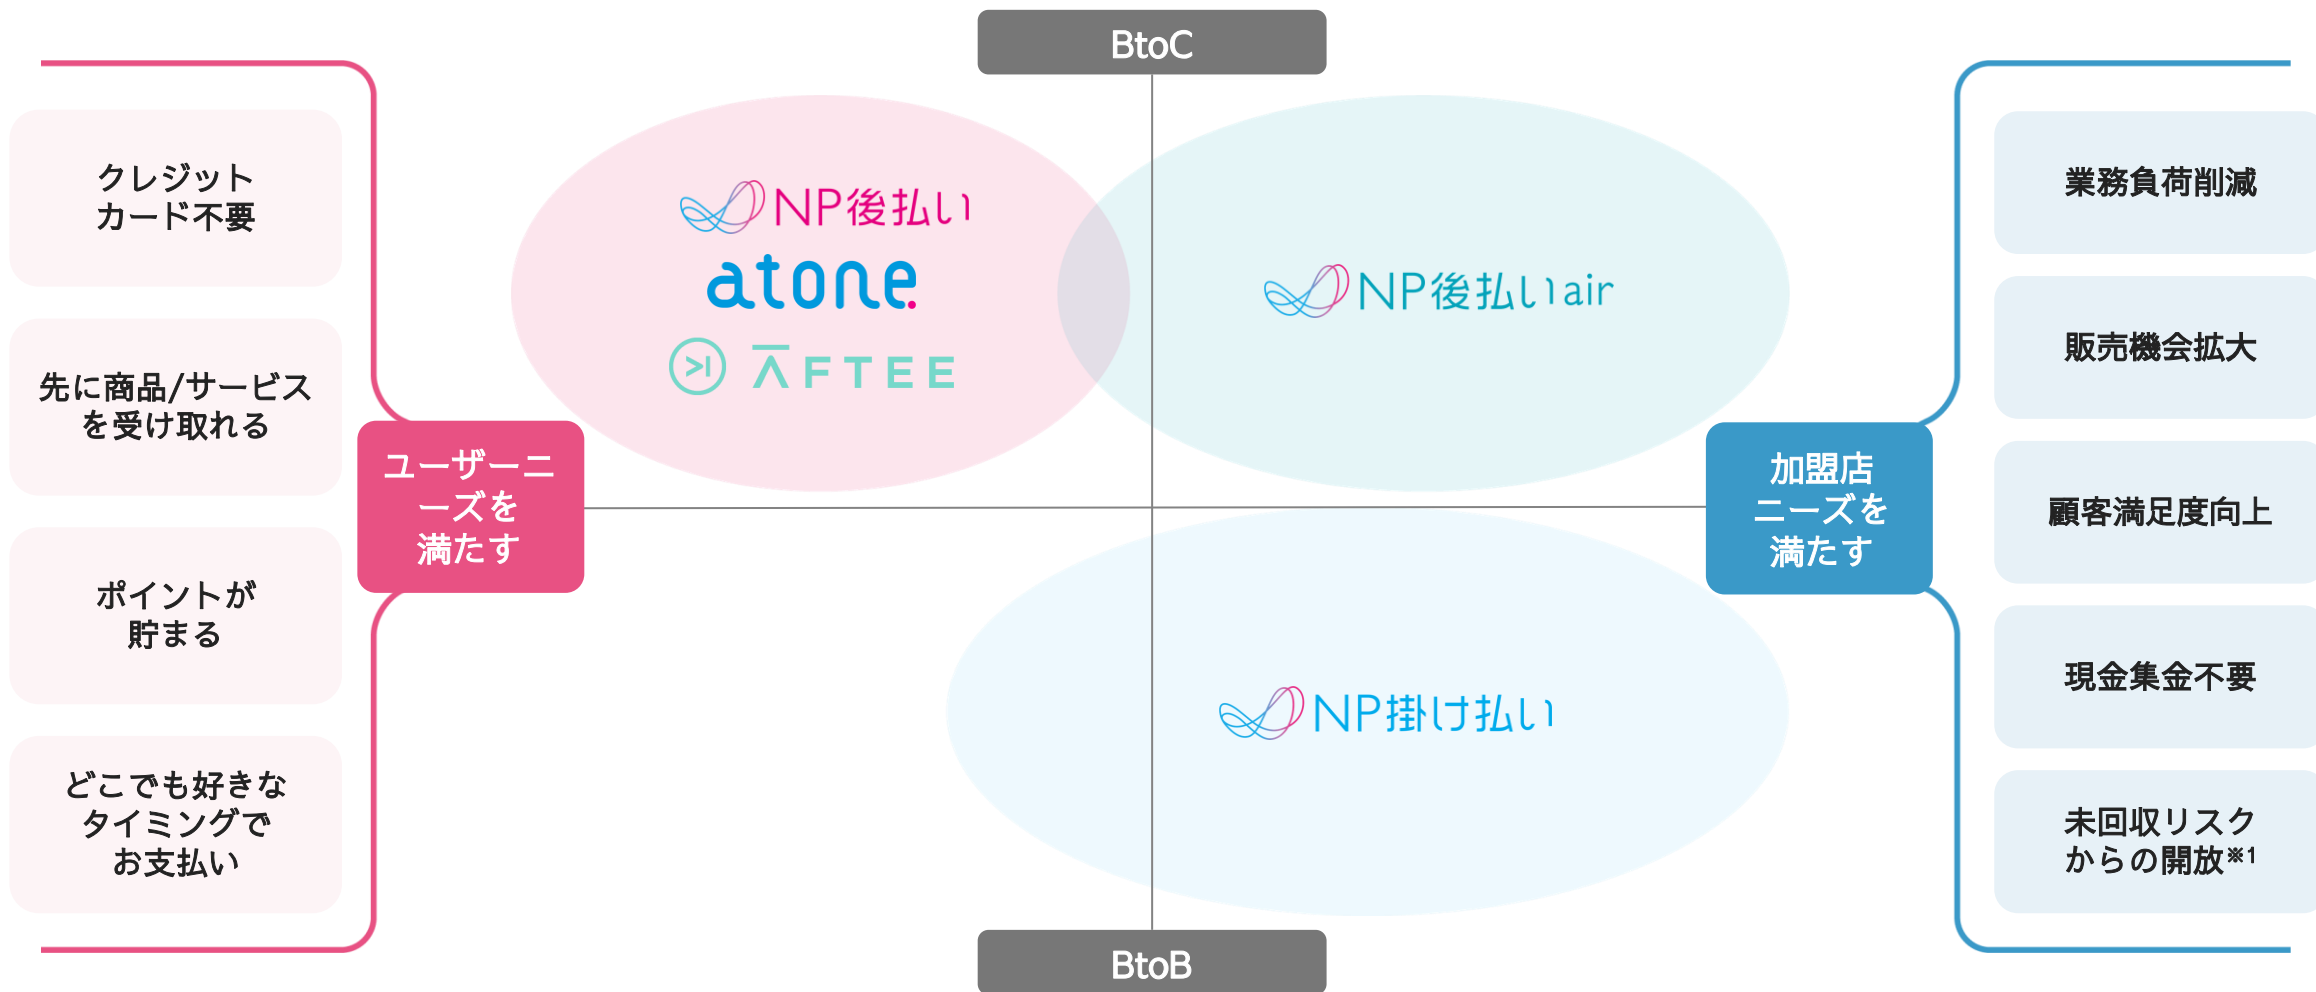 BtoC
クレジット
カード不要
先に商品/サービス
を受け取れる
ポイントが
貯まる
どこでも好きな
タイミングで
お支払い
ユーザーニ
ーズを
満たす
NP後払い
atone
AFTEE
NP後払いair
NP掛け払い
加盟店
ニーズを
満たす
業務負荷削減
販売機会拡大
顧客満足度向上
現金集金不要
未回収リスク
からの開放※1
BtoB